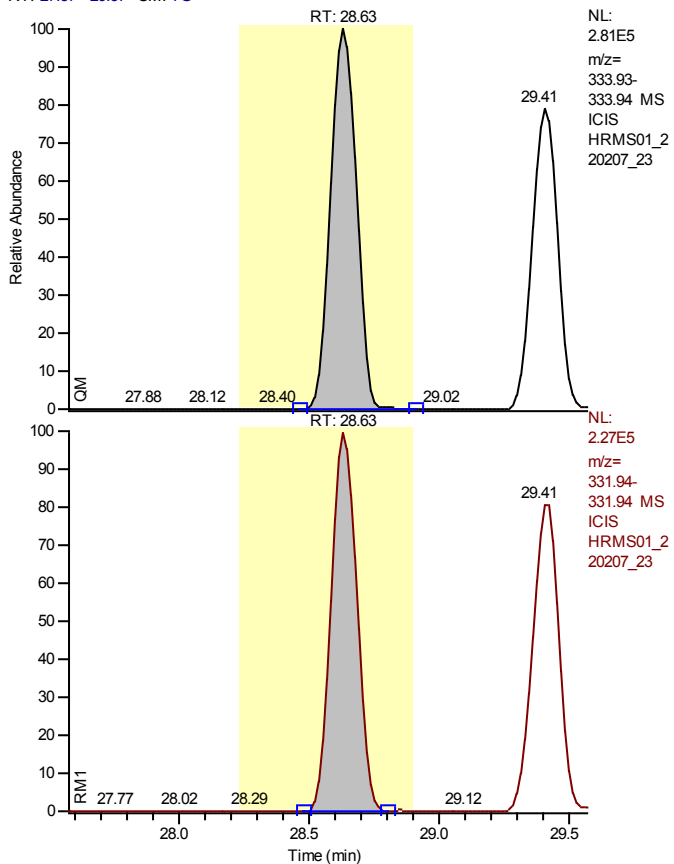 RT: 28.63
NL:
2.81E5
m/z=
333.93-
333.94 MS
ICIS
HRMS01_2
20207_23
100
90
80
70
60
50
40
30
20
10
0
Relative Abundance
29.41
QM
27.88 28.12 28.40 29.02
RT: 28.63
NL:
2.27E5
m/z=
331.94-
331.94 MS
ICIS
HRMS01_2
20207_23
100
90
80
70
60
50
40
30
20
10
0
29.41
RM1
27.77 28.02 28.29 29.12
28.0 28.5 29.0 29.5
Time (min)